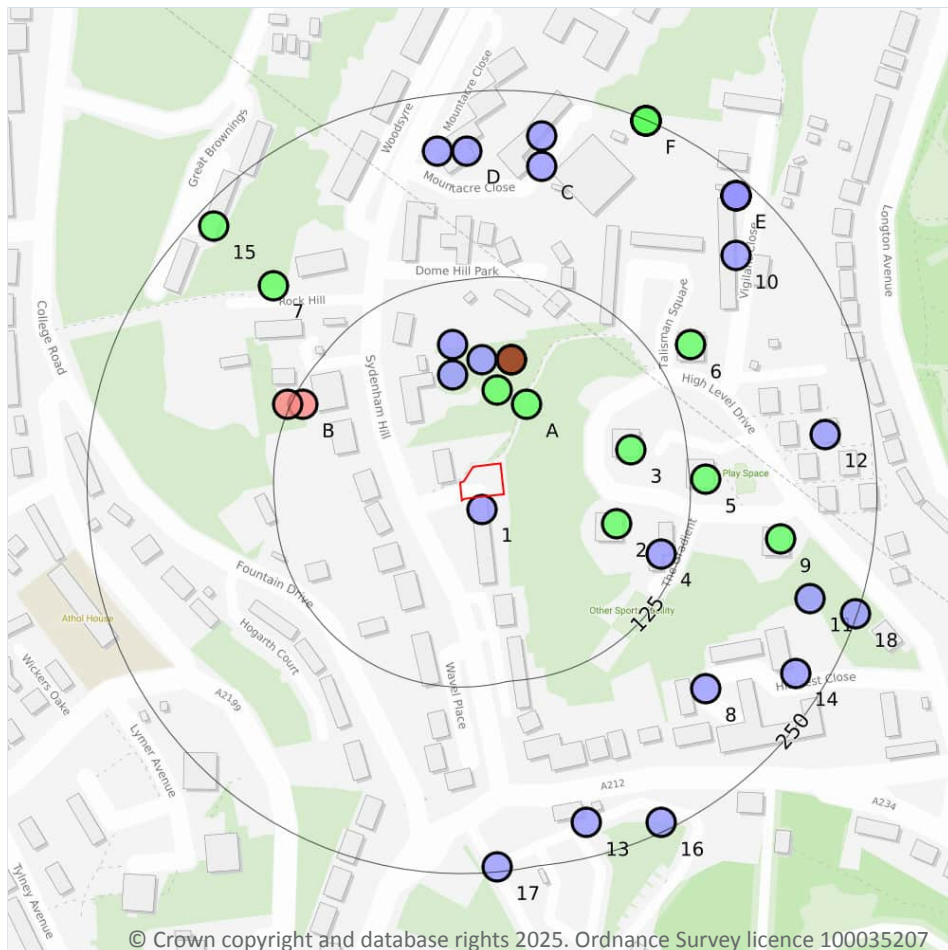 Mountacre Close
Woodsyre
Great Brownings
F
D
C
Mountacre Close
E
Longton Avenue
15
10
Vigilant Close
Dome Hill Park
Rock Hill
7
College Road
Talisman Square
6
Sydenham Hill
High Level Drive
B
A
12
3
Play Space
5
1
2
4
9
The Gradient
Fountain Drive
125
Other Sports Facility
11
18
Athol House
Hogarth Court
Wickers Oake
Wavel Place
14
8
A2199
250
Lymer Avenue
A212
A234
13
16
Tylney Avenue
17
© Crown copyright and database rights 2025. Ordnance Survey licence 100035207